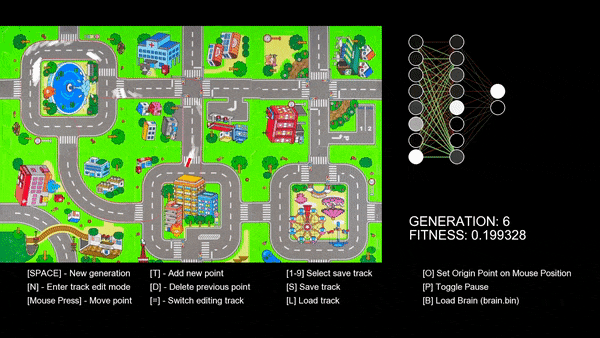 GENERATION: 6
FITNESS: 0.199328
[SPACE] - New generation
[N] - Enter track edit mode
[Mouse Press] - Move point
[T] - Add new point
[D] - Delete previous point
[=] - Switch editing track
[1-9] Select save track
[S] Save track
[L] Load track
[O] Set Origin Point on Mouse Position
[P] Toggle Pause
[B] Load Brain (brain.bin)